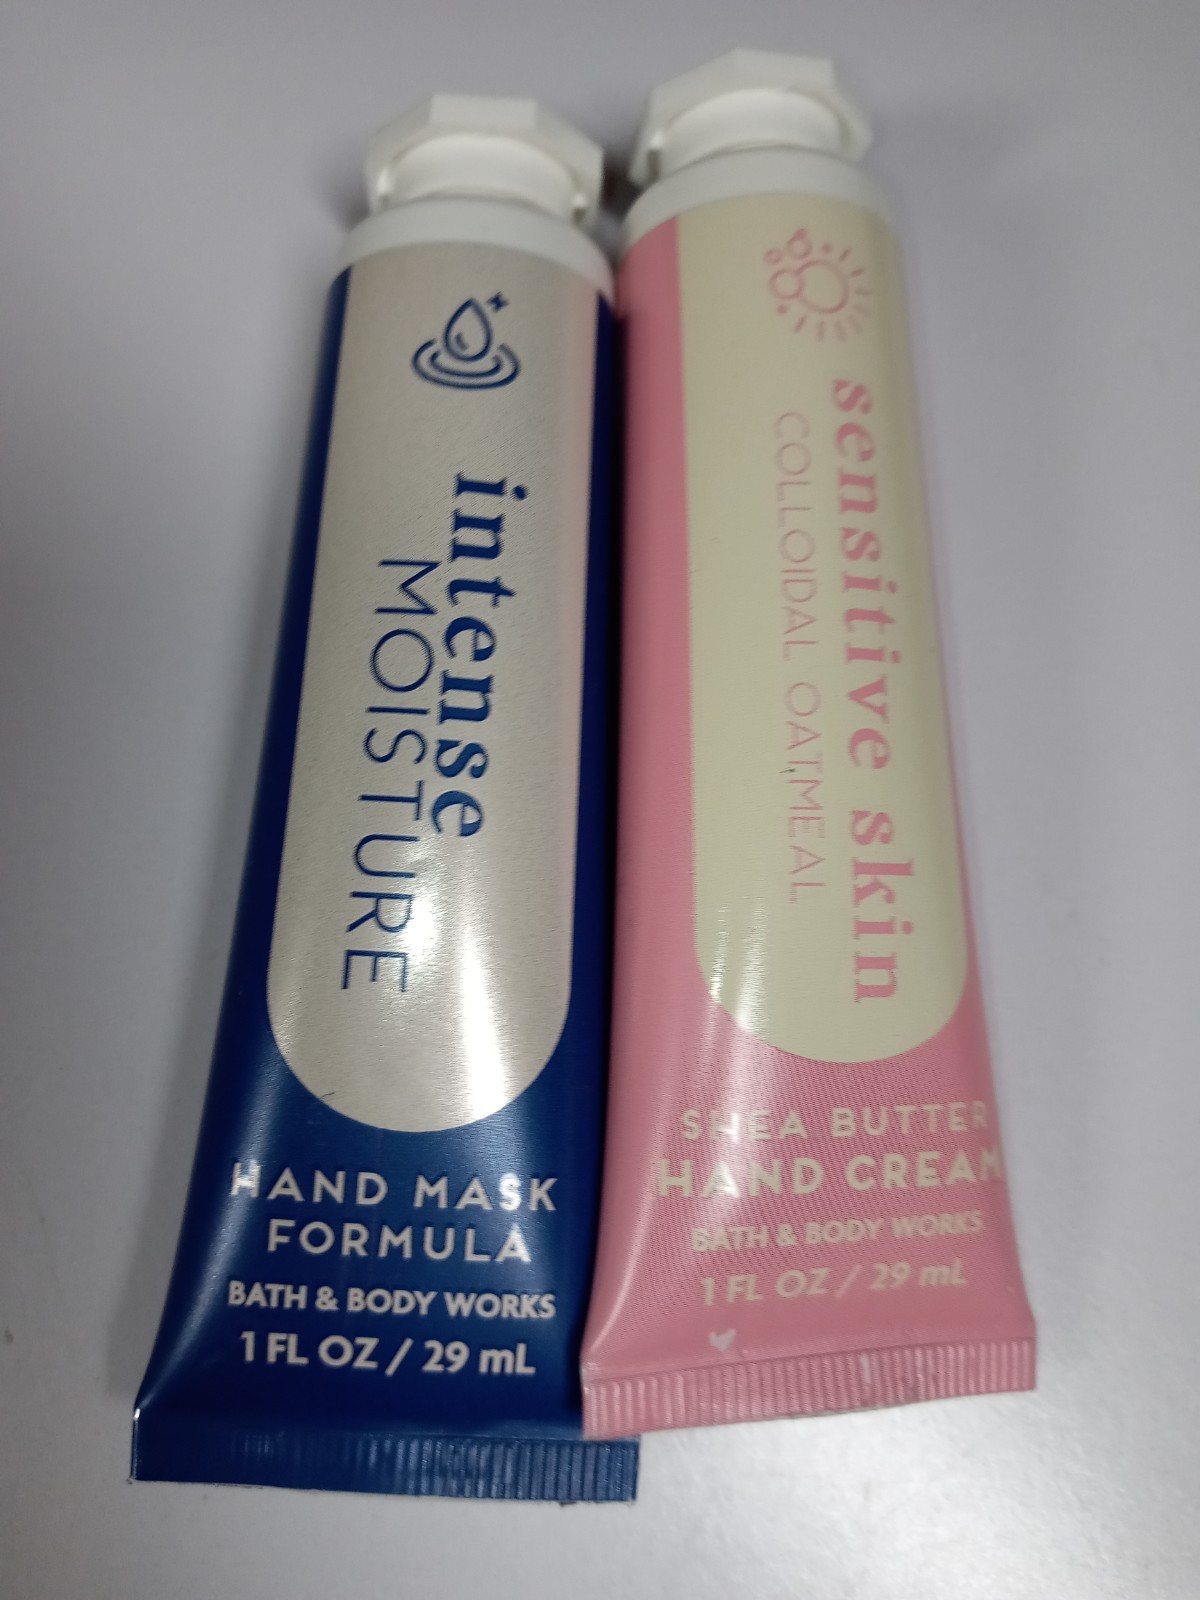 intense
MOISTURE
HAND MASK
FORMULA
BATH & BODY WORKS
1 FL OZ / 29 mL
sensitive skin
COLLOIDAL OATMEAL
SHEA BUTTER
HAND CREAM
BATH & BODY WORKS
1 FL OZ / 29 mL